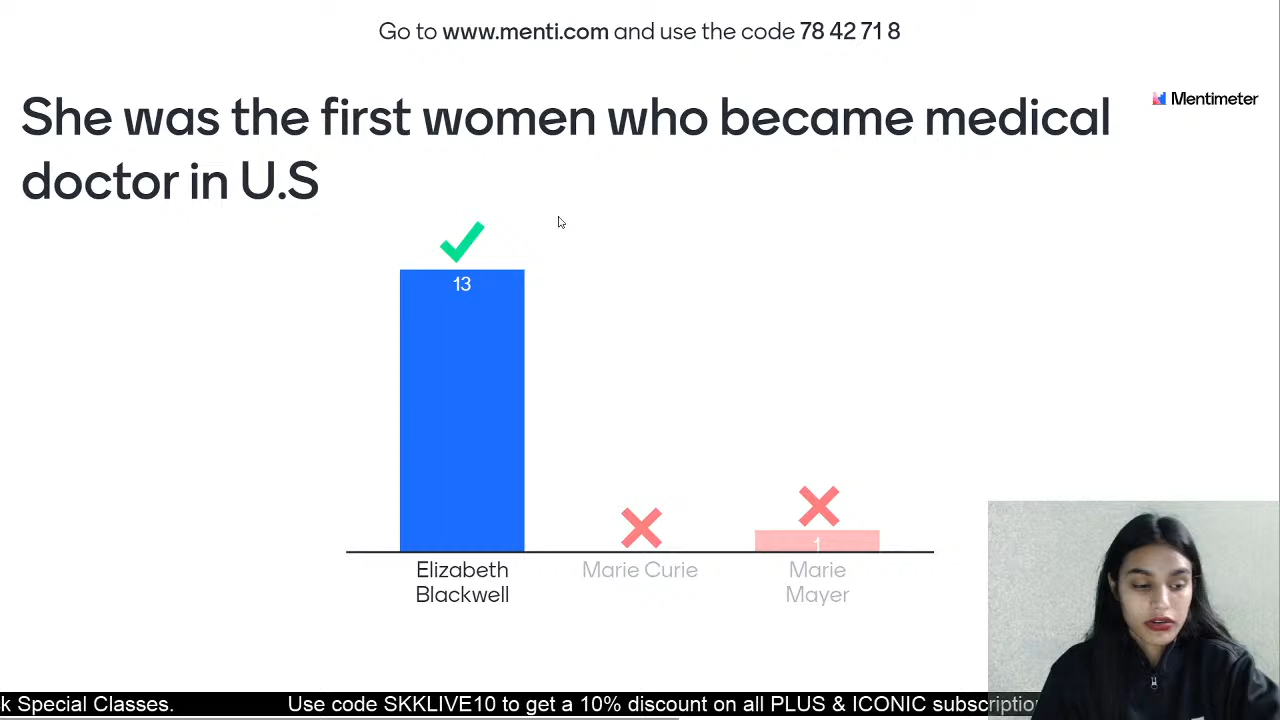 Go to www.menti.com and use the code 78 42 71 8
She was the first women who became medical
doctor in U.S
Mentimeter
13
1
Elizabeth
Blackwell
Marie Curie
Marie
Mayer
k Special Classes. Use code SKKLIVE10 to get a 10% discount on all PLUS & ICONIC subscriptio